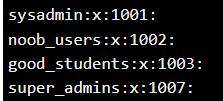 sysadmin:x:1001:
noob_users:x:1002:
good_students:x:1003:
super_admins:x:1007: